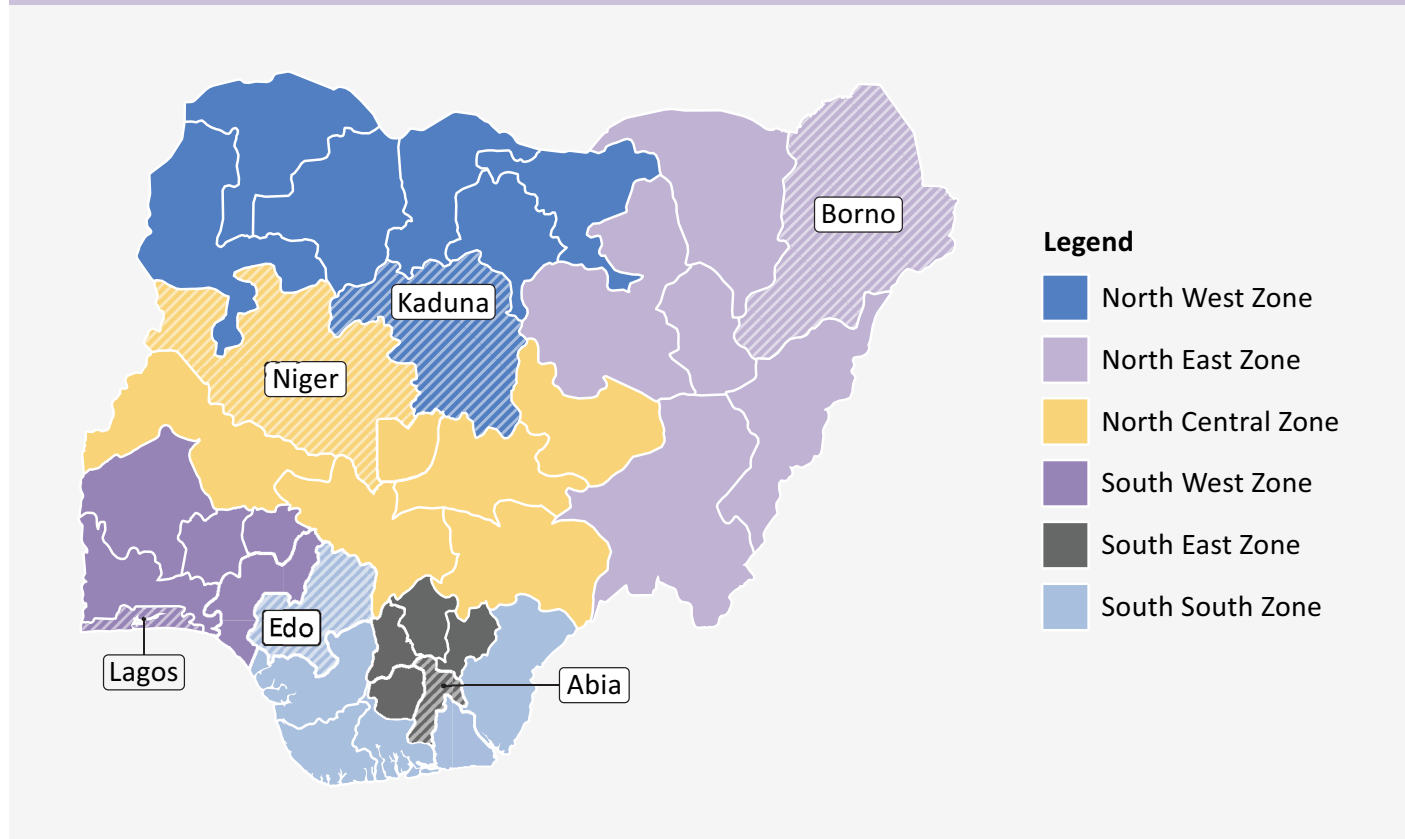 Borno
Kaduna
Niger
Edo
Lagos
Abia
Legend
North West Zone
North East Zone
North Central Zone
South West Zone
South East Zone
South South Zone